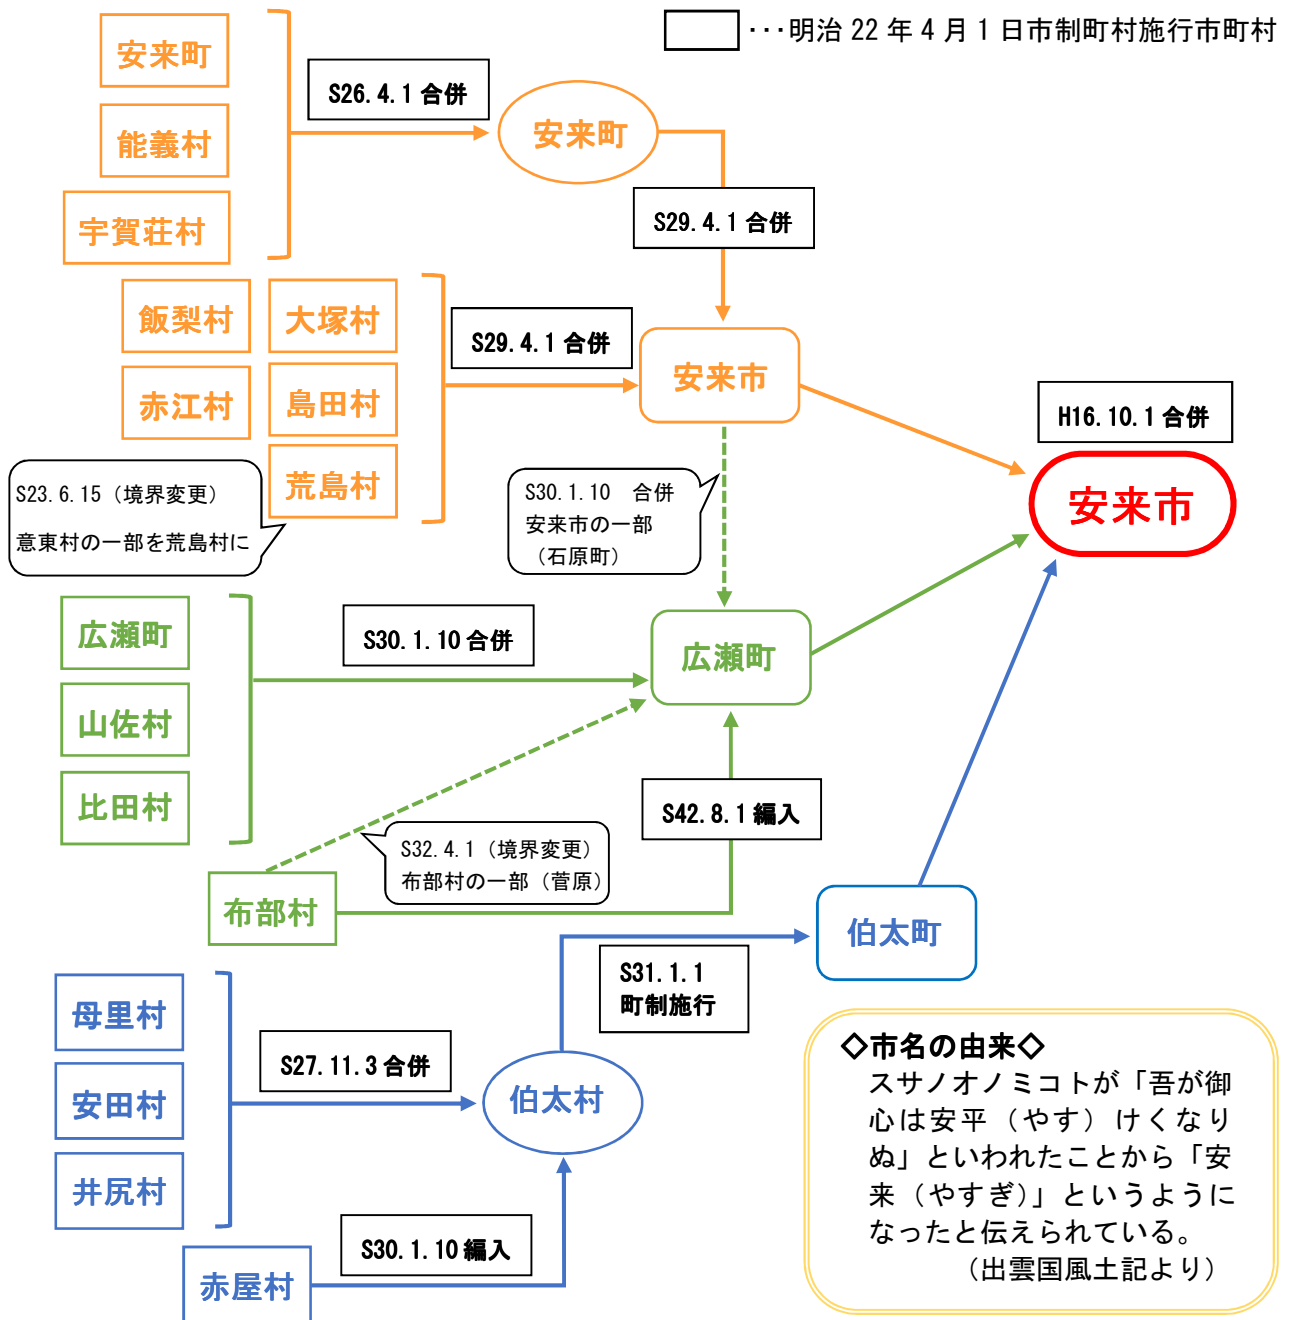 ･･･明治 22 年 4 月 1 日市制町村施行市町村
安来町
能義村
宇賀荘村
S26.4.1 合併
安来町
S29.4.1 合併
飯梨村
大塚村
赤江村
島田村
荒島村
S29.4.1 合併
安来市
H16.10.1 合併
安来市
S23.6.15（境界変更）
意東村の一部を荒島村に
S30.1.10　合併
安来市の一部
（石原町）
広瀬町
山佐村
比田村
S30.1.10 合併
広瀬町
S42.8.1 編入
S32.4.1（境界変更）
布部村の一部（菅原）
布部村
伯太町
S31.1.1
町制施行
母里村
安田村
井尻村
S27.11.3 合併
伯太村
S30.1.10 編入
赤屋村
◇市名の由来◇
スサノオノミコトが「吾が御
心は安平（やす）けくなり
ぬ」といわれたことから「安
来（やすぎ）」というように
なったと伝えられている。
（出雲国風土記より）